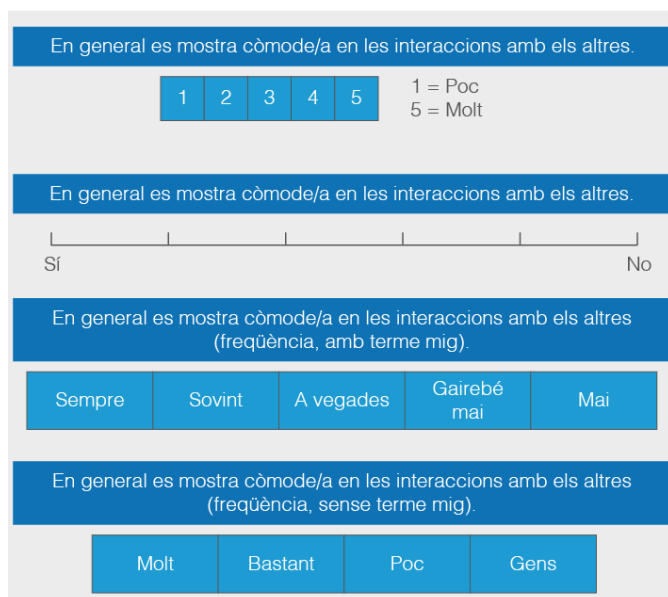 En general es mostra còmode/a en les interaccions amb els altres.
1 2 3 4 5
1 = Poc
5 = Molt
En general es mostra còmode/a en les interaccions amb els altres.
Sí No
En general es mostra còmode/a en les interaccions amb els altres
(freqüència, amb terme mig).
Sempre Sovint A vegades Gairebé mai Mai
En general es mostra còmode/a en les interaccions amb els altres
(freqüència, sense terme mig).
Molt Bastant Poc Gens